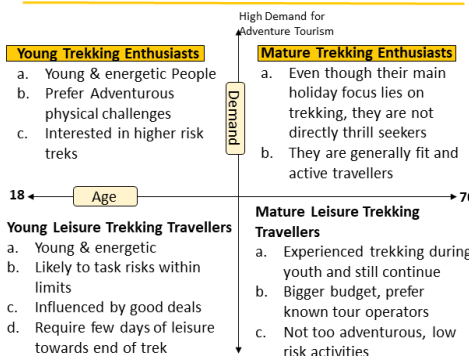 High Demand for
Adventure Tourism
Young Trekking Enthusiasts
a. Young & energetic People
b. Prefer Adventurous
physical challenges
c. Interested in higher risk
treks
Demand
Mature Trekking Enthusiasts
a. Even though their main
holiday focus lies on
trekking, they are not
directly thrill seekers
b. They are generally fit and
active travellers
18
Age
70
Young Leisure Trekking Travellers
a. Young & energetic
b. Likely to task risks within
limits
c. Influenced by good deals
d. Require few days of leisure
towards end of trek
Mature Leisure Trekking
Travellers
a. Experienced trekking during
youth and still continue
b. Bigger budget, prefer
known tour operators
c. Not too adventurous, low
risk activities